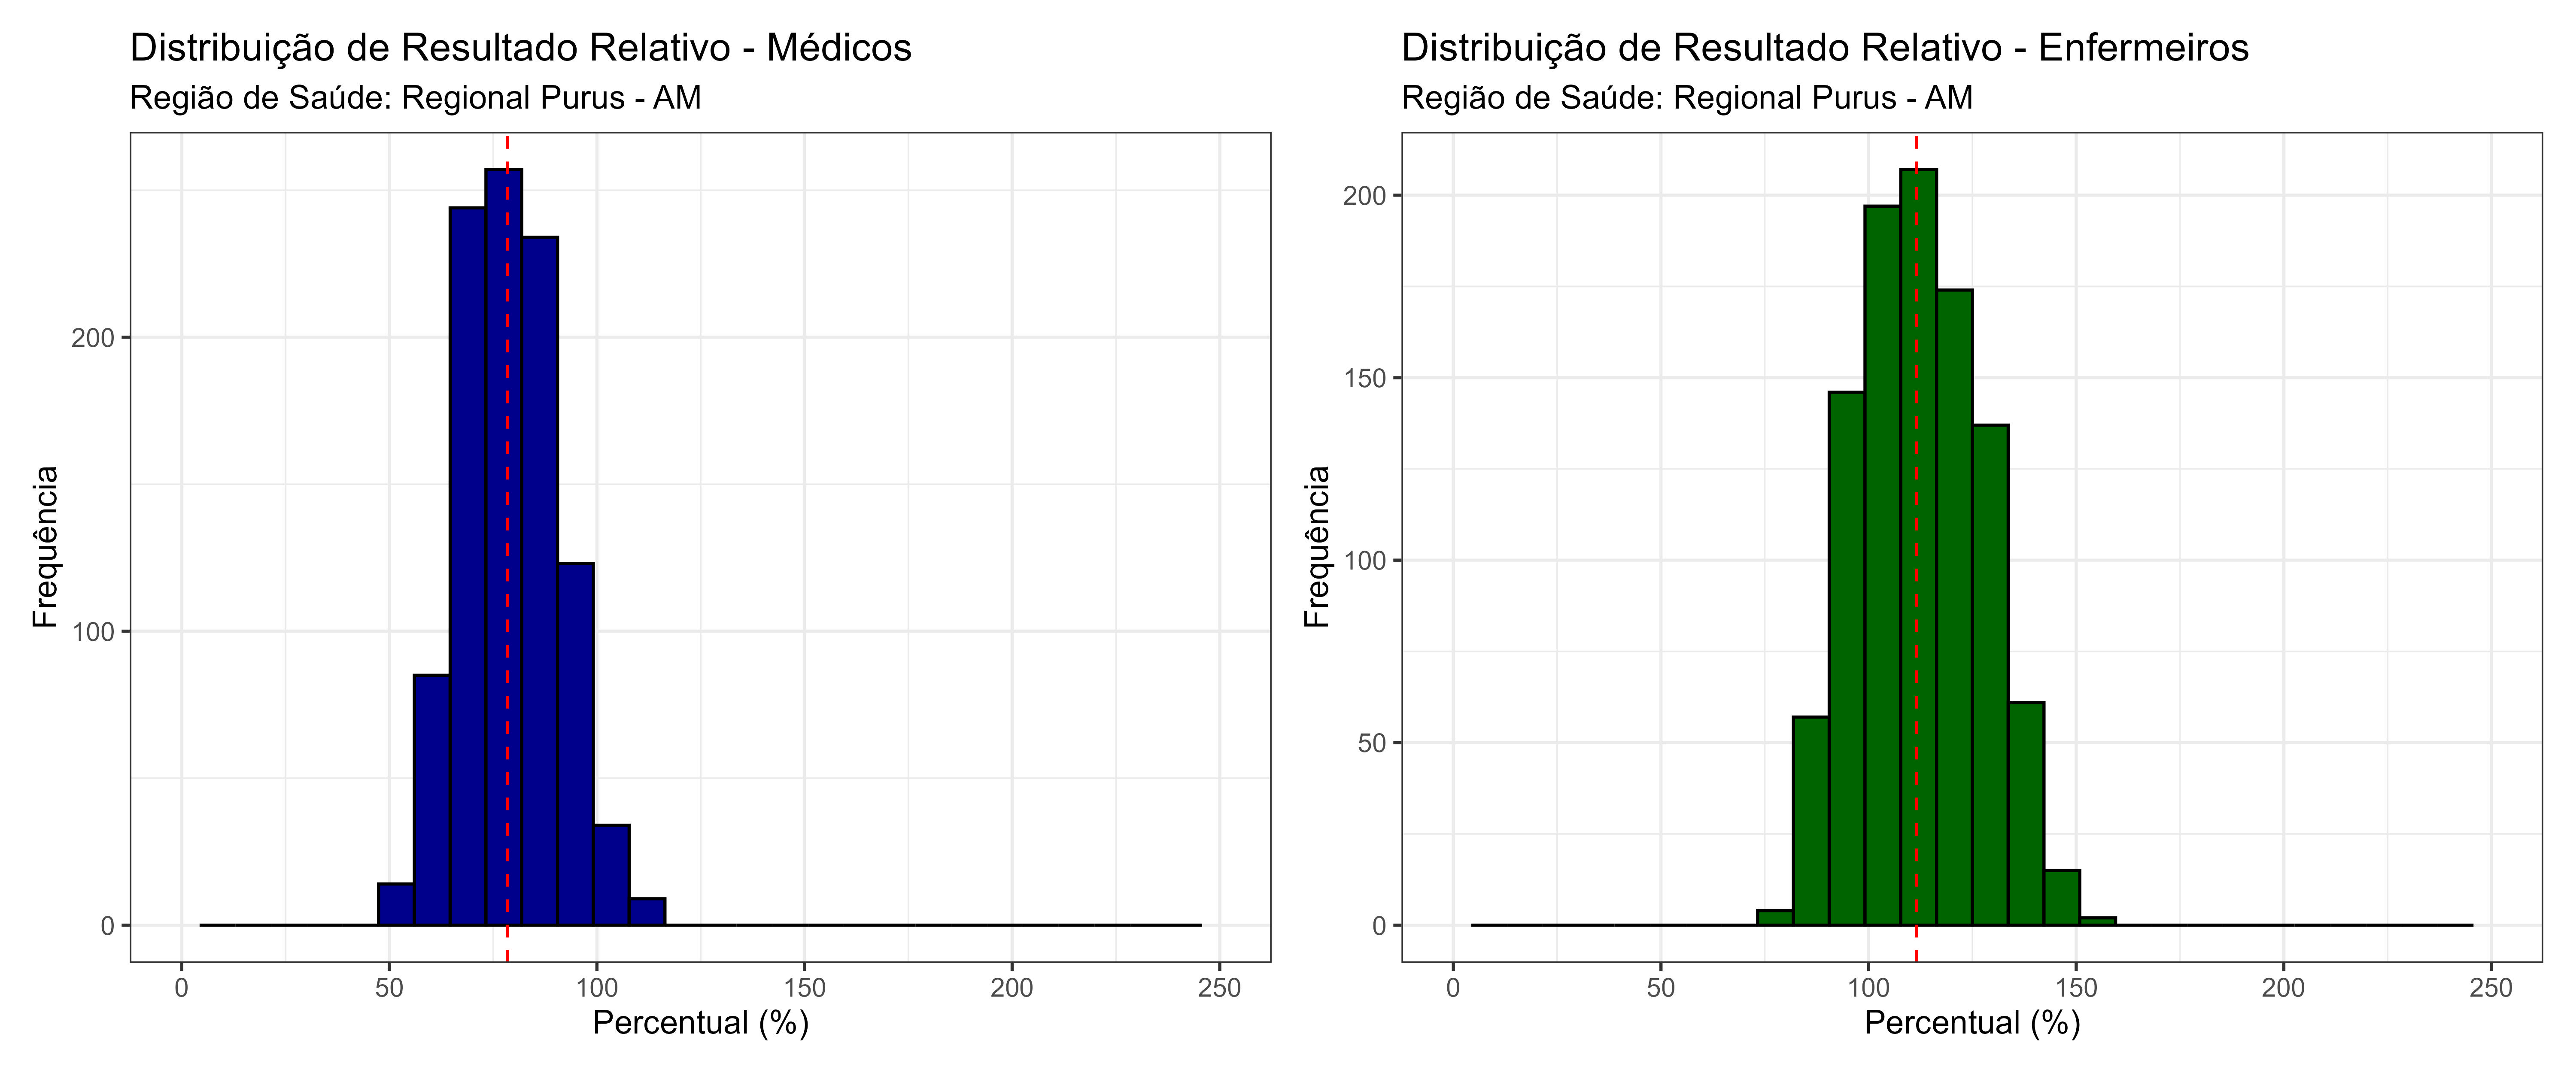 Distribuição de Resultado Relativo - Médicos
Região de Saúde: Regional Purus - AM
Frequência
200
100
0
0 50 100 150 200 250
Percentual (%)
Distribuição de Resultado Relativo - Enfermeiros
Região de Saúde: Regional Purus - AM
Frequência
200
150
100
50
0
0 50 100 150 200 250
Percentual (%)